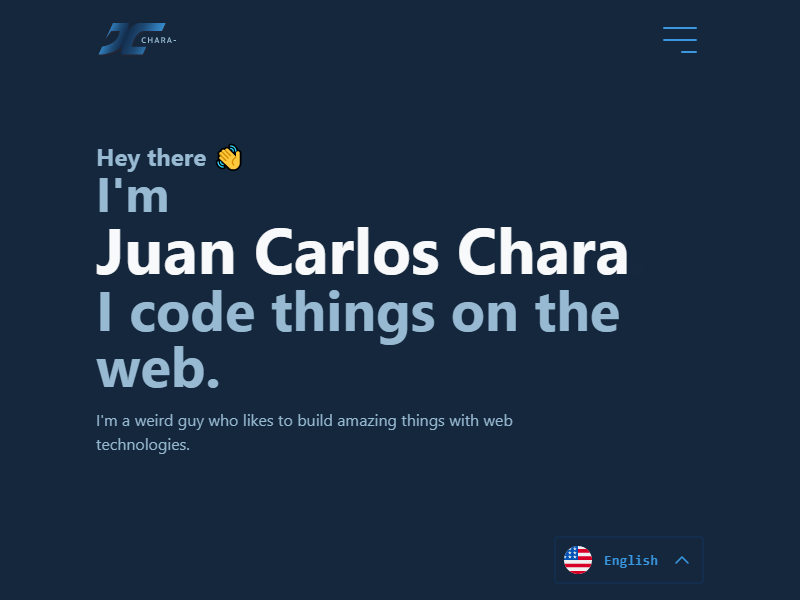 JC CHARA-
Hey there 👋
I'm
Juan Carlos Chara
I code things on the
web.
I'm a weird guy who likes to build amazing things with web
technologies.
English